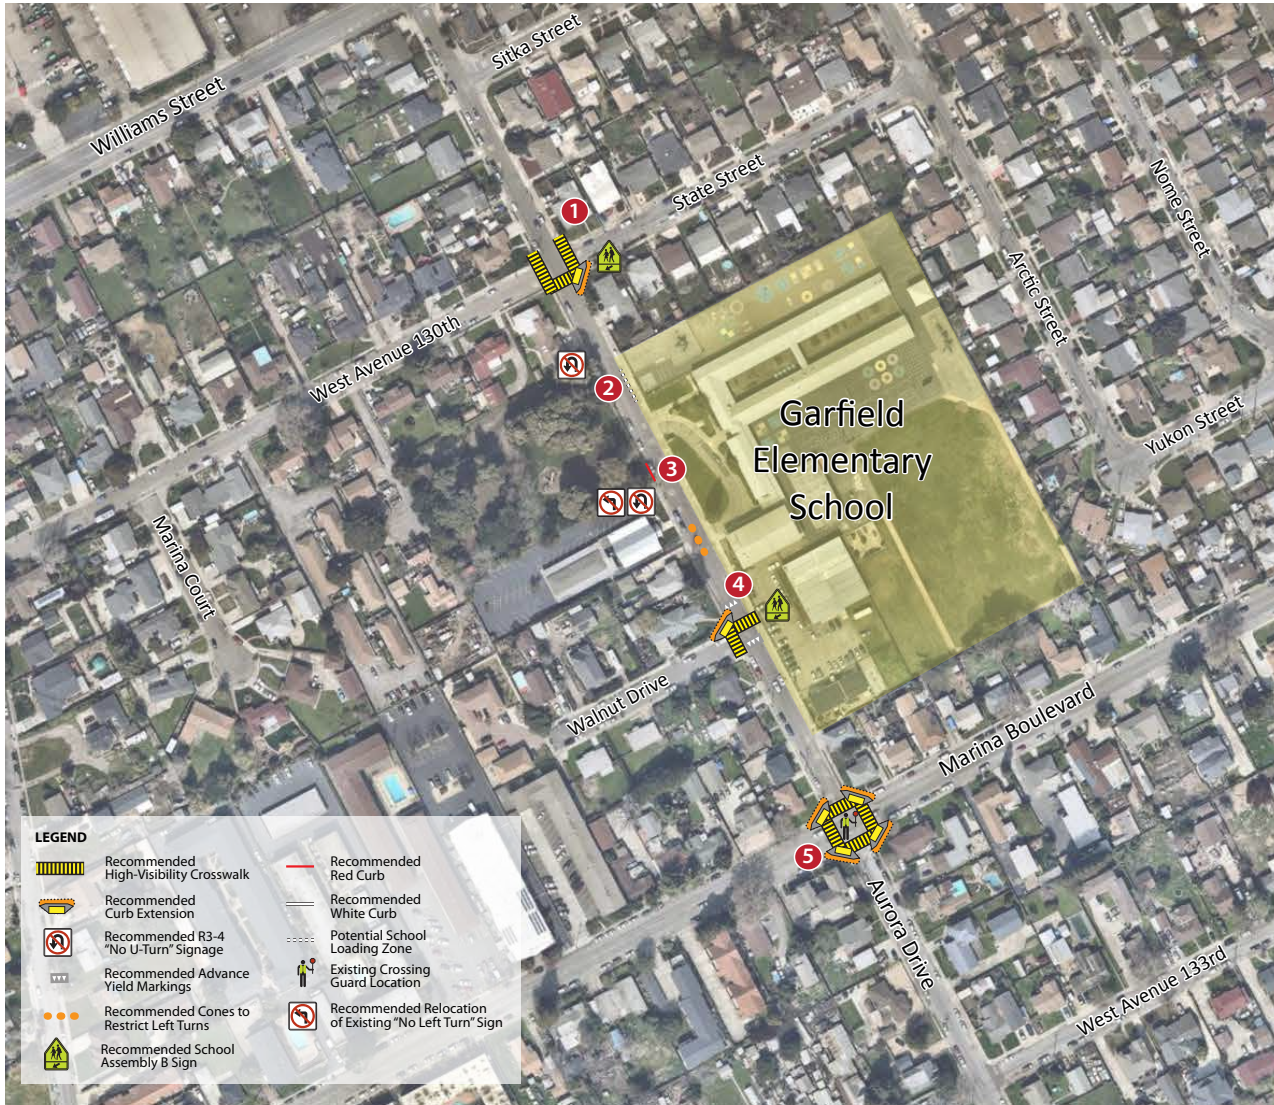 Sitka Street
Williams Street
State Street
Nome Street
1
Arctic Street
West Avenue 130th
2
Garfield
Elementary
School
Yukon Street
3
Marina Court
4
Walnut Drive
Marina Boulevard
5
Aurora Drive
West Avenue 133rd
LEGEND
Recommended
High-Visibility Crosswalk
Recommended
Curb Extension
Recommended R3-4
"No U-Turn" Signage
Recommended Advance
Yield Markings
Recommended Cones to
Restrict Left Turns
Recommended School
Assembly B Sign
Recommended
Red Curb
Recommended
White Curb
Potential School
Loading Zone
Existing Crossing
Guard Location
Recommended Relocation
of Existing "No Left Turn" Sign